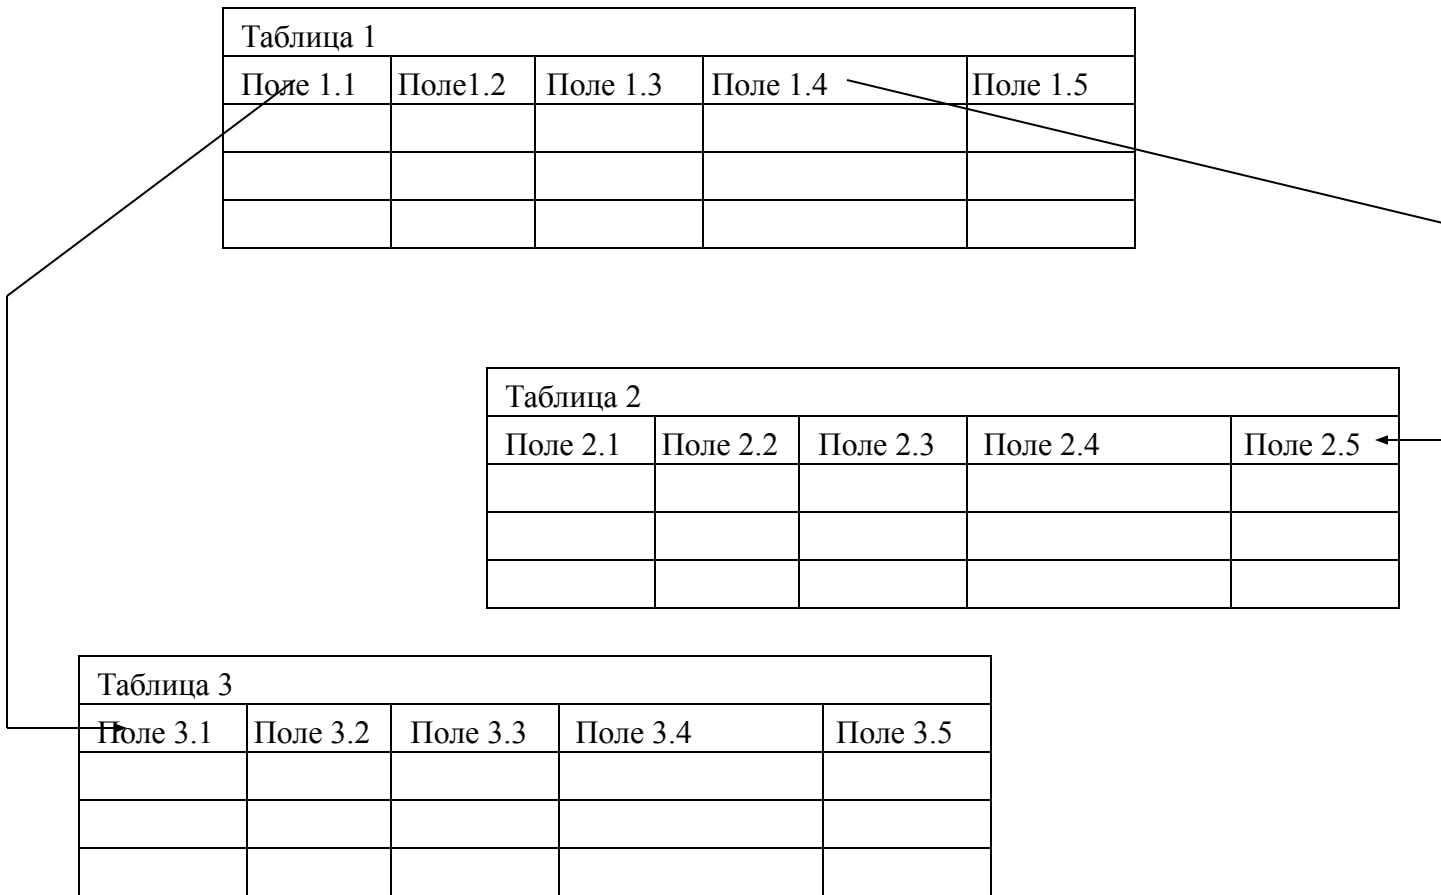 Таблица 1
Поле 1.1 Поле1.2 Поле 1.3 Поле 1.4 Поле 1.5
Таблица 2
Поле 2.1 Поле 2.2 Поле 2.3 Поле 2.4 Поле 2.5
Таблица 3
Поле 3.1 Поле 3.2 Поле 3.3 Поле 3.4 Поле 3.5